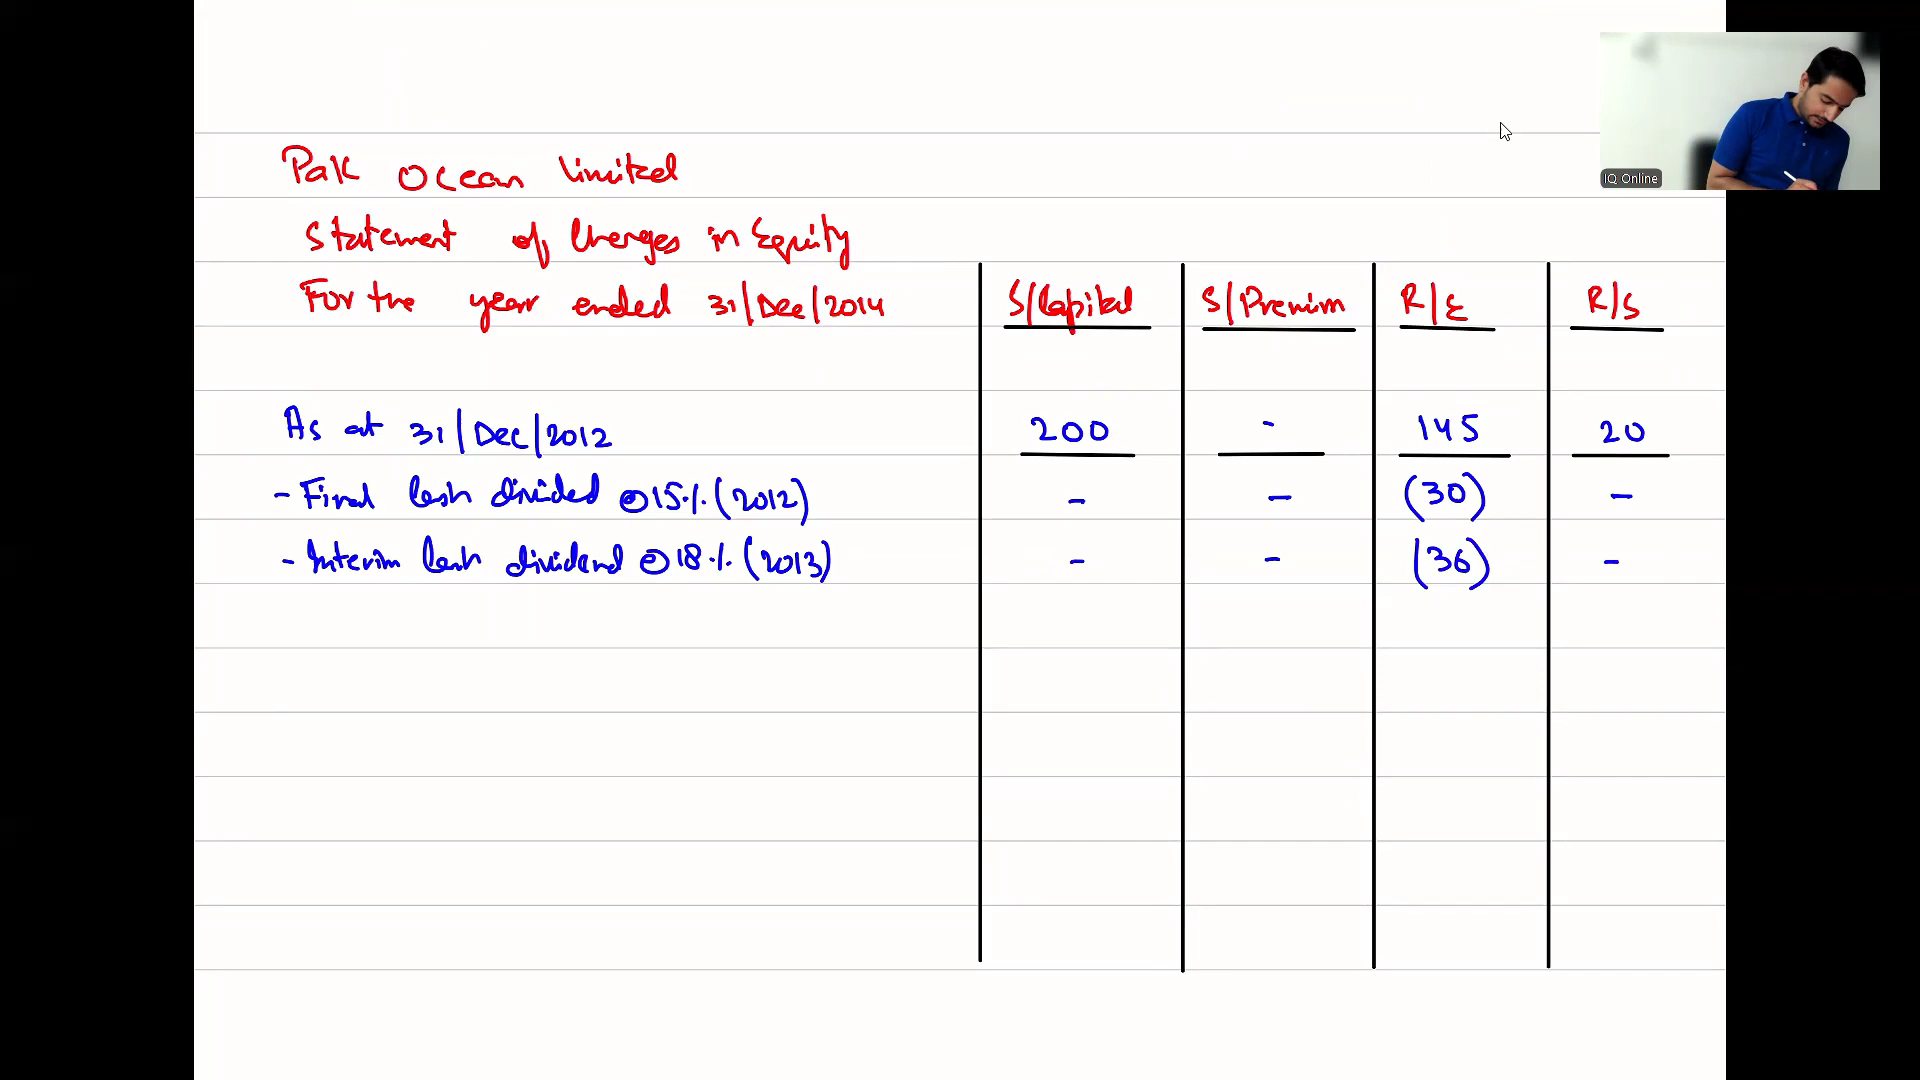 Pak Ocean Limited
Statement of Changes in Equity
For the year ended 31/Dec/2014
S/Capital S/Premium R/E R/S
As at 31/Dec/2012 200 - 145 20
- Final Cash divided @ 15% (2012) - - (30) -
- Interim Cash dividend @ 18% (2013) - - (36) -
IQ Online